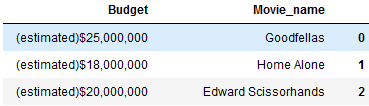 Budget Movie_name
(estimated)$25,000,000 Goodfellas 0
(estimated)$18,000,000 Home Alone 1
(estimated)$20,000,000 Edward Scissorhands 2